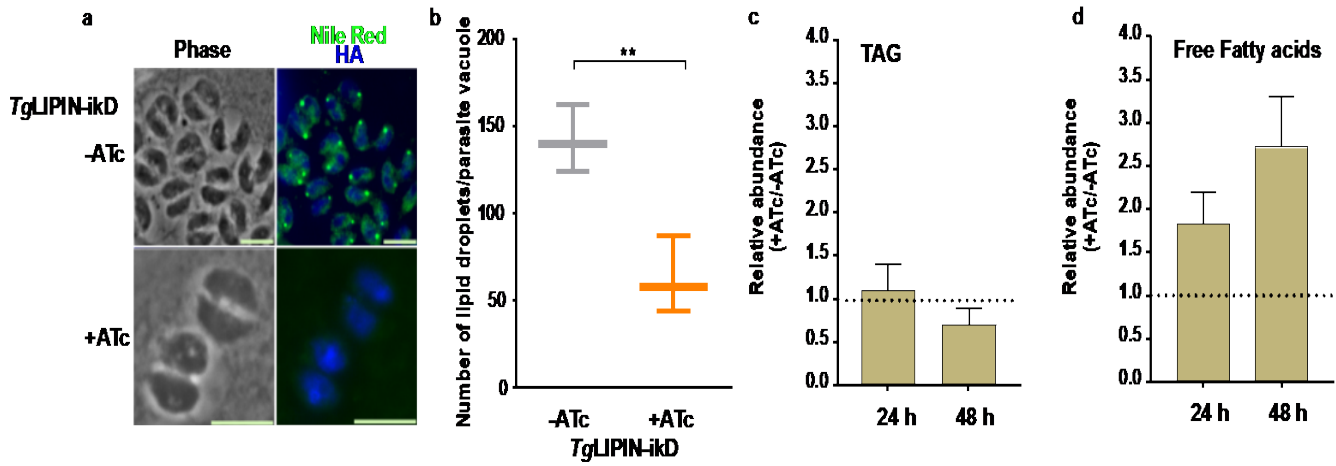 a
Phase
Nile Red
HA
TgLIPIN-ikD
-ATc
+ATc
b
Number of lipid droplets/parasite vacuole
200
150
100
50
0
**
-ATc
+ATc
TgLIPIN-ikD
c
TAG
Relative abundance
(+ATc/-ATc)
4.0
3.5
3.0
2.5
2.0
1.5
1.0
0.5
0.0
24 h
48 h
d
Free Fatty acids
Relative abundance
(+ATc/-ATc)
4.0
3.5
3.0
2.5
2.0
1.5
1.0
0.5
0.0
24 h
48 h